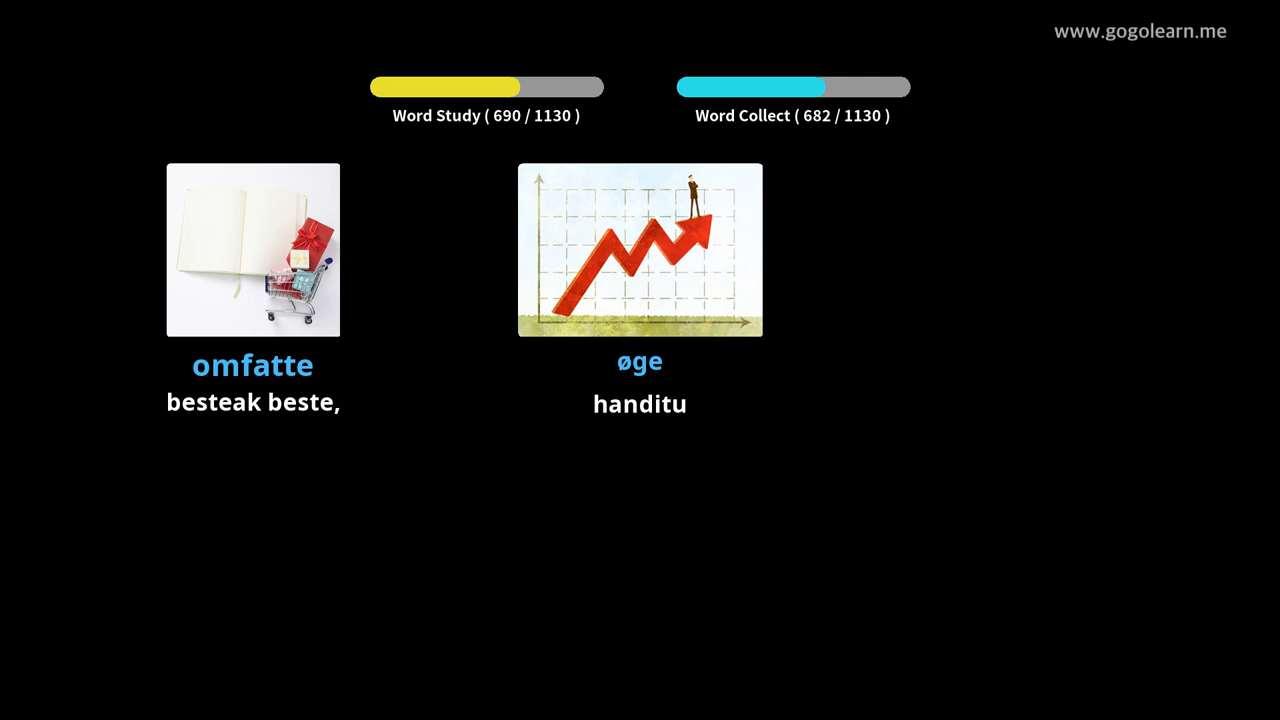 www.gogolearn.me
Word Study ( 690 / 1130 )
Word Collect ( 682 / 1130 )
omfatte
besteak beste,
øge
handitu